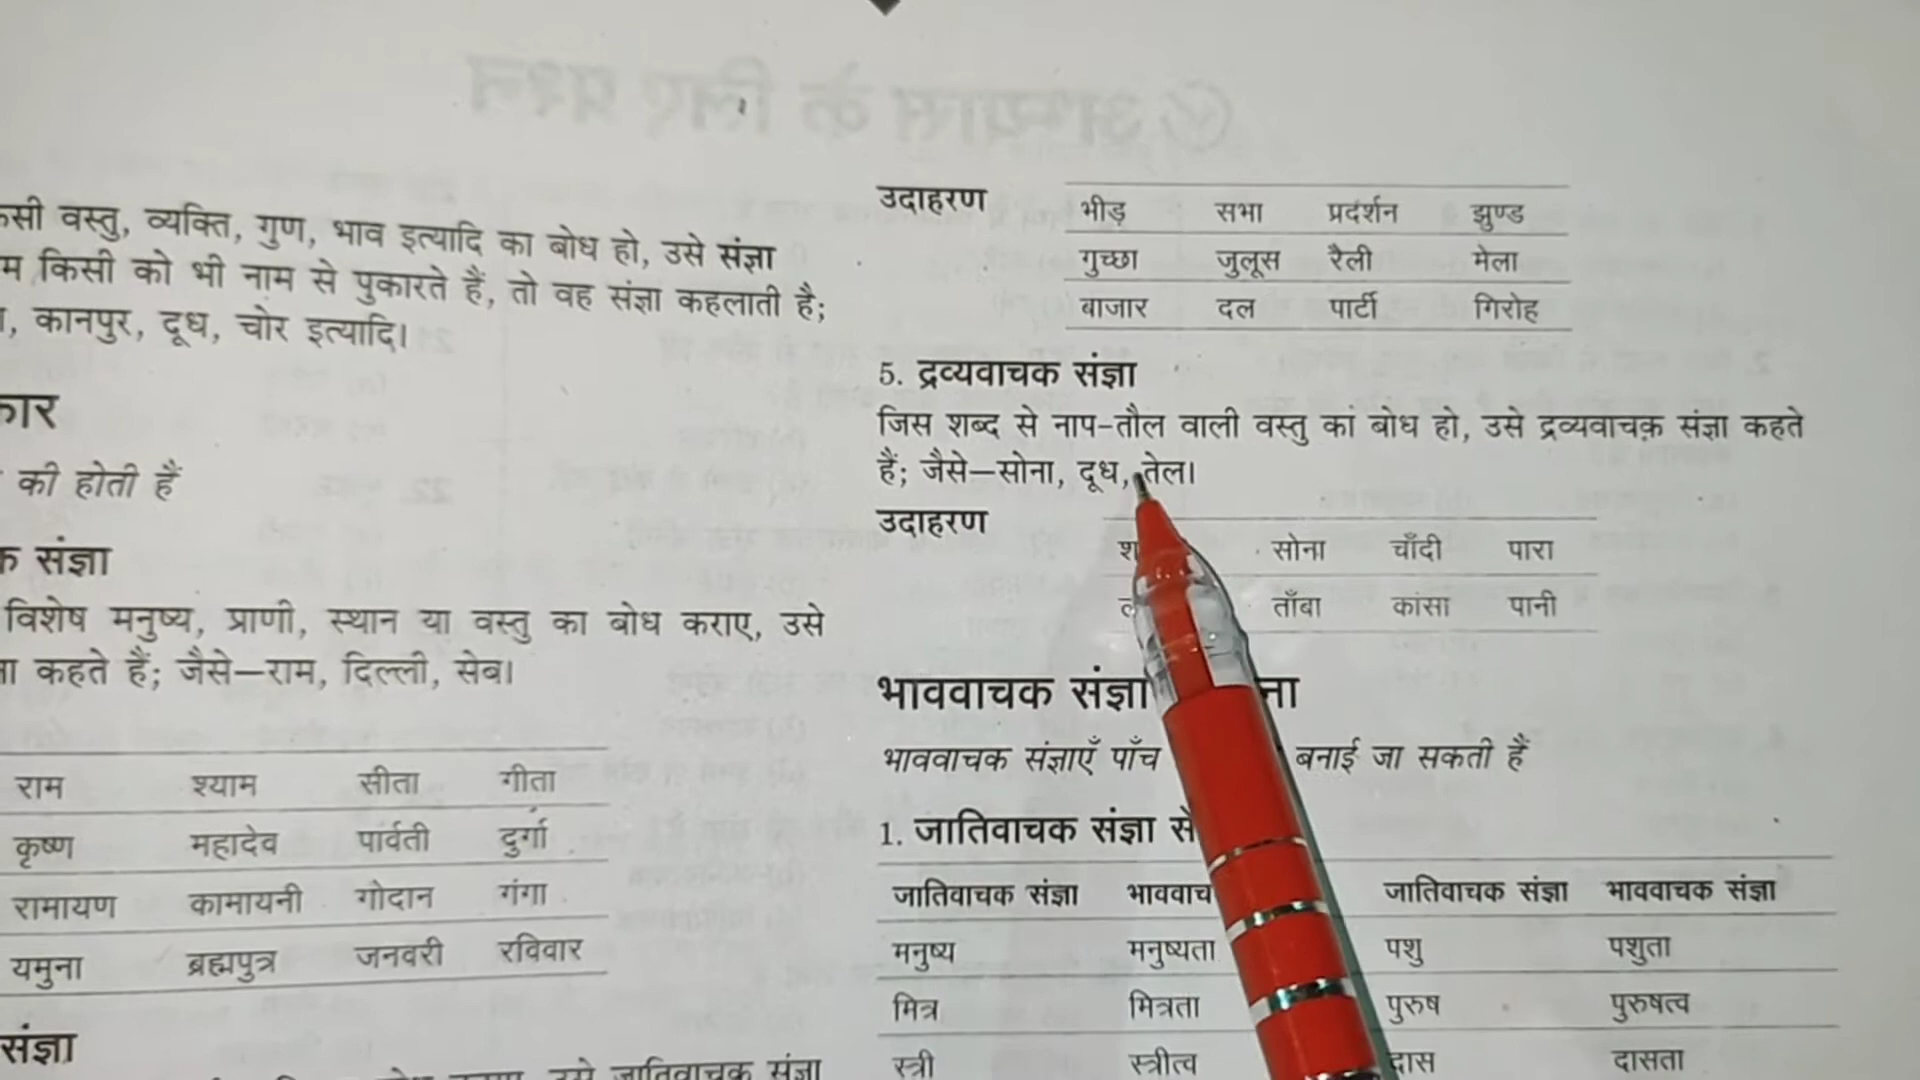 वस्तु, व्यक्ति, गुण, भाव इत्यादि का बोध हो, उसे संज्ञा
किसी को भी नाम से पुकारते हैं, तो वह संज्ञा कहलाती है;
कानपुर, दूध, चोर इत्यादि।
की होती हैं
संज्ञा
विशेष मनुष्य, प्राणी, स्थान या वस्तु का बोध कराए, उसे
कहते हैं; जैसे—राम, दिल्ली, सेब।
राम श्याम सीता गीता
कृष्ण महादेव पार्वती दुर्गा
रामायण कामायनी गोदान गंगा
यमुना ब्रह्मपुत्र जनवरी रविवार
संज्ञा
उसे जातिवाचक संज्ञा
उदाहरण भीड़ सभा प्रदर्शन झुण्ड
गुच्छा जुलूस रैली मेला
बाजार दल पार्टी गिरोह
5. द्रव्यवाचक संज्ञा
जिस शब्द से नाप-तौल वाली वस्तु का बोध हो, उसे द्रव्यवाचक संज्ञा कहते
हैं; जैसे—सोना, दूध, तेल।
उदाहरण
सोना चाँदी पारा
ताँबा कांसा पानी
भाववाचक संज्ञा
भाववाचक संज्ञाएँ पाँच बनाई जा सकती हैं
1. जातिवाचक संज्ञा से
जातिवाचक संज्ञा जातिवाचक संज्ञा भाववाचक संज्ञा
मनुष्य मनुष्यता पशु पशुता
मित्र मित्रता पुरुष पुरुषत्व
स्त्री स्त्रीत्व दास दासता